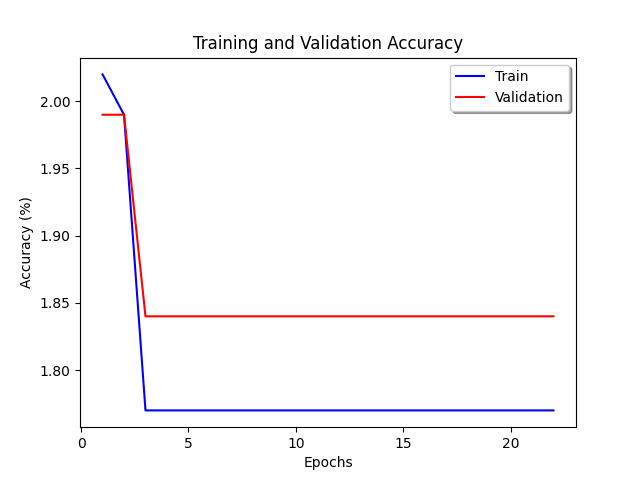 Training and Validation Accuracy
Train
Validation
2.00
1.95
1.90
1.85
1.80
Accuracy (%)
0
5
10
15
20
Epochs